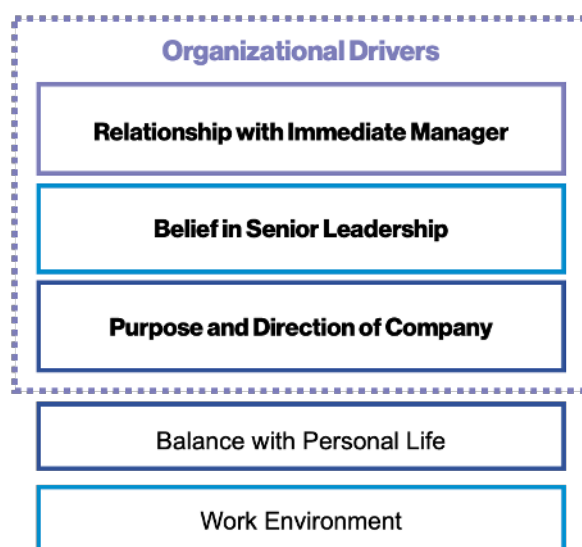 Organizational Drivers
Relationship with Immediate Manager
Belief in Senior Leadership
Purpose and Direction of Company
Balance with Personal Life
Work Environment